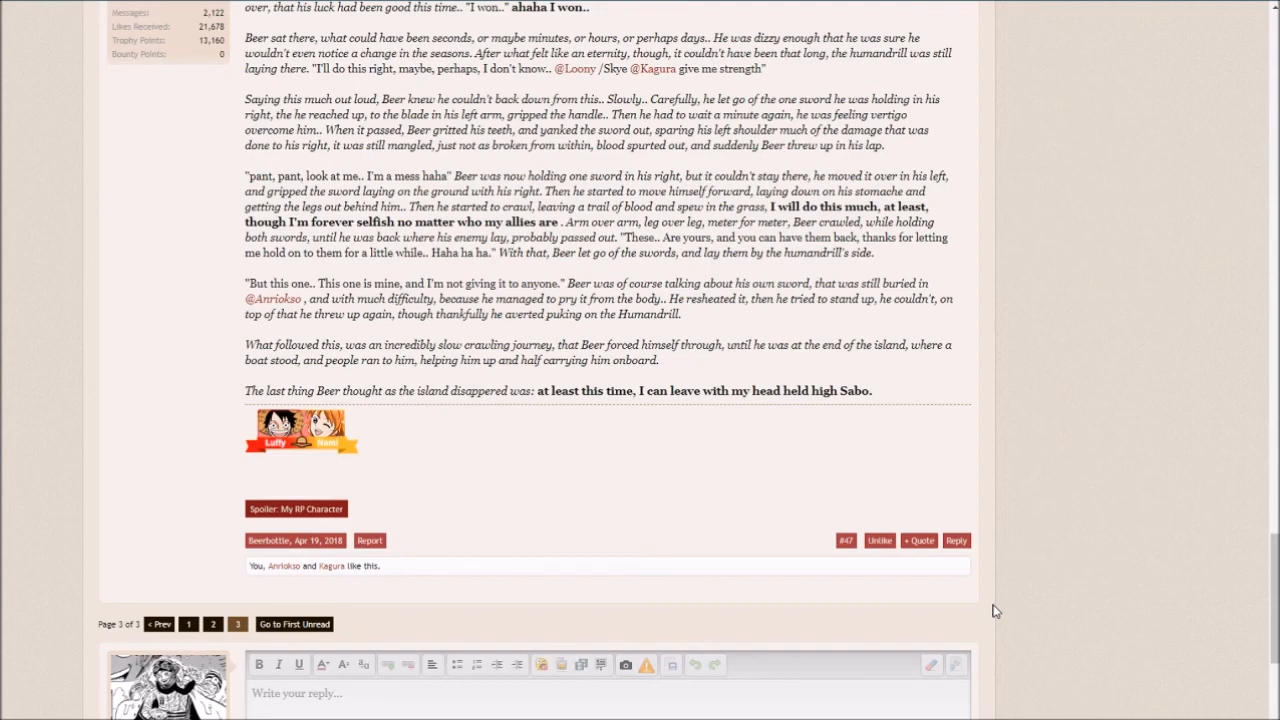 Messages: 2,122
over, that his luck had been good this time.. "I won.." ahaha I won..
Likes Received: 21,678
Trophy Points: 13,160
Bounty Points: 0
Beer sat there, what could have been seconds, or maybe minutes, or hours, or perhaps days.. He was dizzy enough that he was sure he
wouldn't even notice a change in the seasons. After what felt like an eternity, though, it couldn't have been that long, the humandrill was still
laying there. "I'll do this right, maybe, perhaps, I don't know.. @Loony /Skye @Kagura give me strength"
Saying this much out loud, Beer knew he couldn't back down from this.. Slowly.. Carefully, he let go of the one sword he was holding in his
right, the he reached up, to the blade in his left arm, gripped the handle.. Then he had to wait a minute again, he was feeling vertigo
overcome him.. When it passed, Beer gritted his teeth, and yanked the sword out, sparing his left shoulder much of the damage that was
done to his right, it was still mangled, just not as broken from within, blood spurted out, and suddenly Beer threw up in his lap.
"pant, pant, look at me.. I'm a mess haha" Beer was now holding one sword in his right, but it couldn't stay there, he moved it over in his left,
and gripped the sword laying on the ground with his right. Then he started to move himself forward, laying down on his stomache and
getting the legs out behind him.. Then he started to crawl, leaving a trail of blood and spew in the grass, I will do this much, at least,
though I'm forever selfish no matter who my allies are . Arm over arm, leg over leg, meter for meter, Beer crawled, while holding
both swords, until he was back where his enemy lay, probably passed out. "These.. Are yours, and you can have them back, thanks for letting
me hold on to them for a little while.. Haha ha ha." With that, Beer let go of the swords, and lay them by the humandrill's side.
"But this one.. This one is mine, and I'm not giving it to anyone." Beer was of course talking about his own sword, that was still buried in
@Anriokso , and with much difficulty, because he managed to pry it from the body.. He resheated it, then he tried to stand up, he couldn't, on
top of that he threw up again, though thankfully he averted puking on the Humandrill.
What followed this, was an incredibly slow crawling journey, that Beer forced himself through, until he was at the end of the island, where a
boat stood, and people ran to him, helping him up and half carrying him onboard.
The last thing Beer thought as the island disappered was: at least this time, I can leave with my head held high Sabo.
Luffy Nami
Spoiler: My RP Character
Beerbottle, Apr 19, 2018 Report #47 Unlike + Quote Reply
You, Anriokso and Kagura like this.
Page 3 of 3 < Prev 1 2 3 Go to First Unread
B I U
Write your reply...